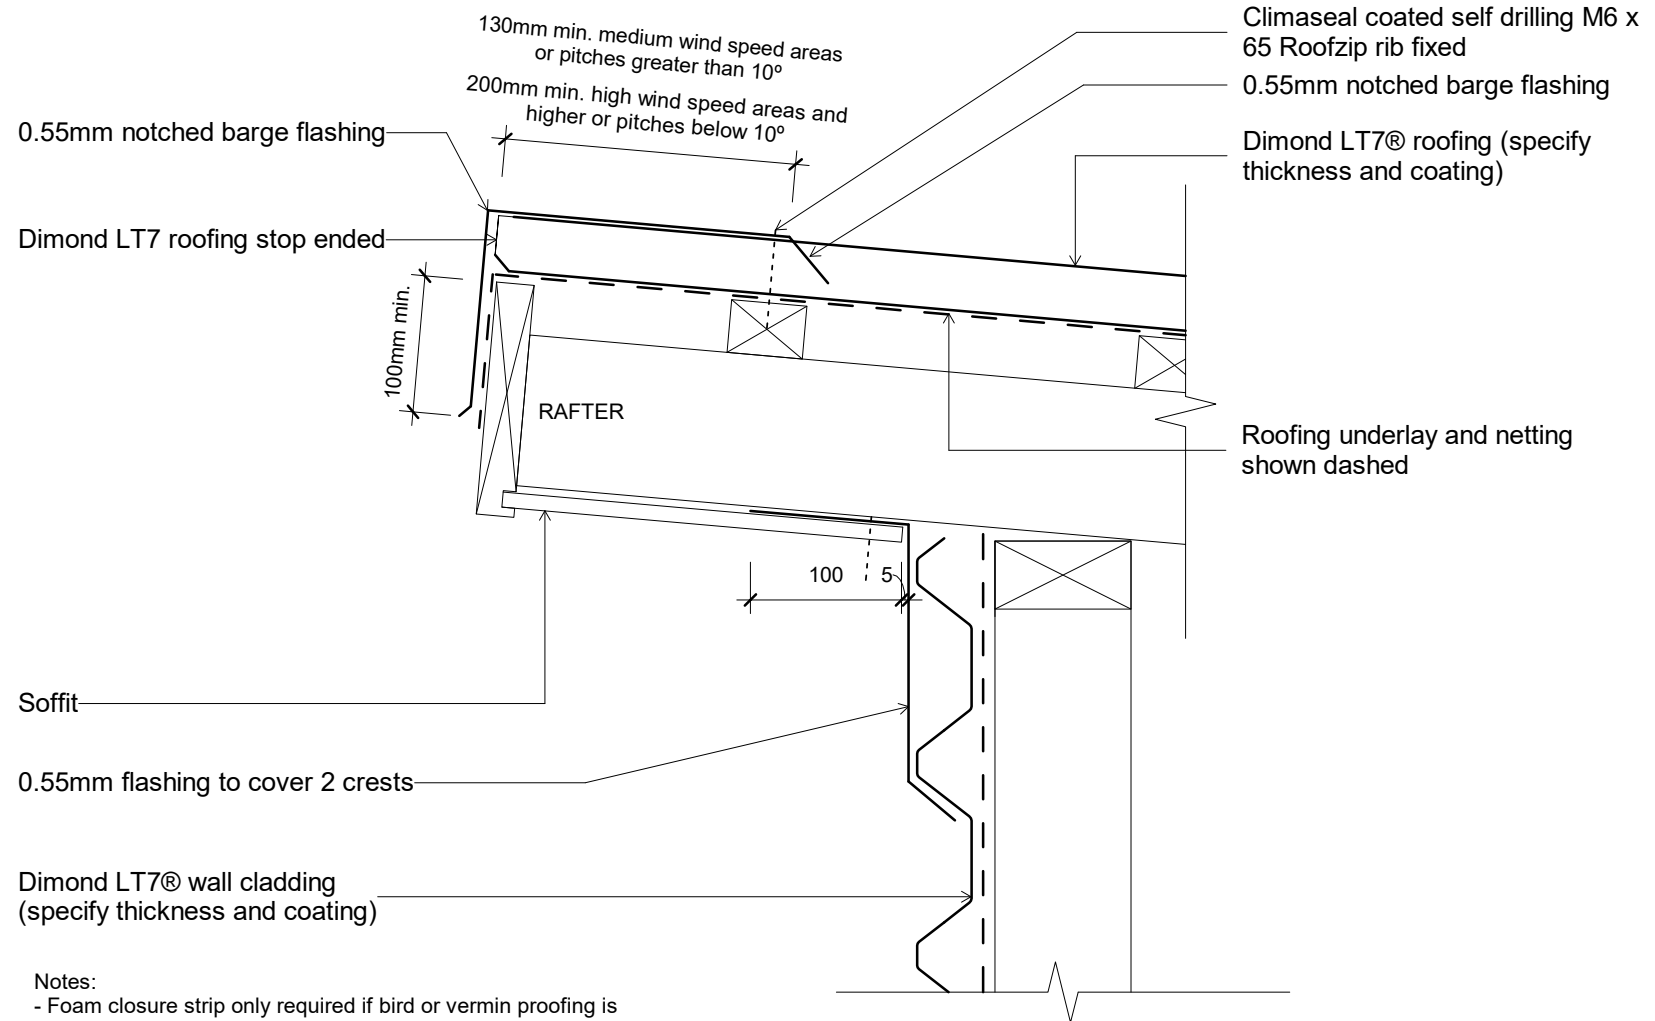 130mm min. medium wind speed areas
or pitches greater than 10º
200mm min. high wind speed areas and
higher or pitches below 10º
Climaseal coated self drilling M6 x
65 Roofzip rib fixed
0.55mm notched barge flashing
Dimond LT7® roofing (specify
thickness and coating)
0.55mm notched barge flashing
Dimond LT7 roofing stop ended
100mm min.
RAFTER
Roofing underlay and netting
shown dashed
100
5
Soffit
0.55mm flashing to cover 2 crests
Dimond LT7® wall cladding
(specify thickness and coating)
Notes:
- Foam closure strip only required if bird or vermin proofing is